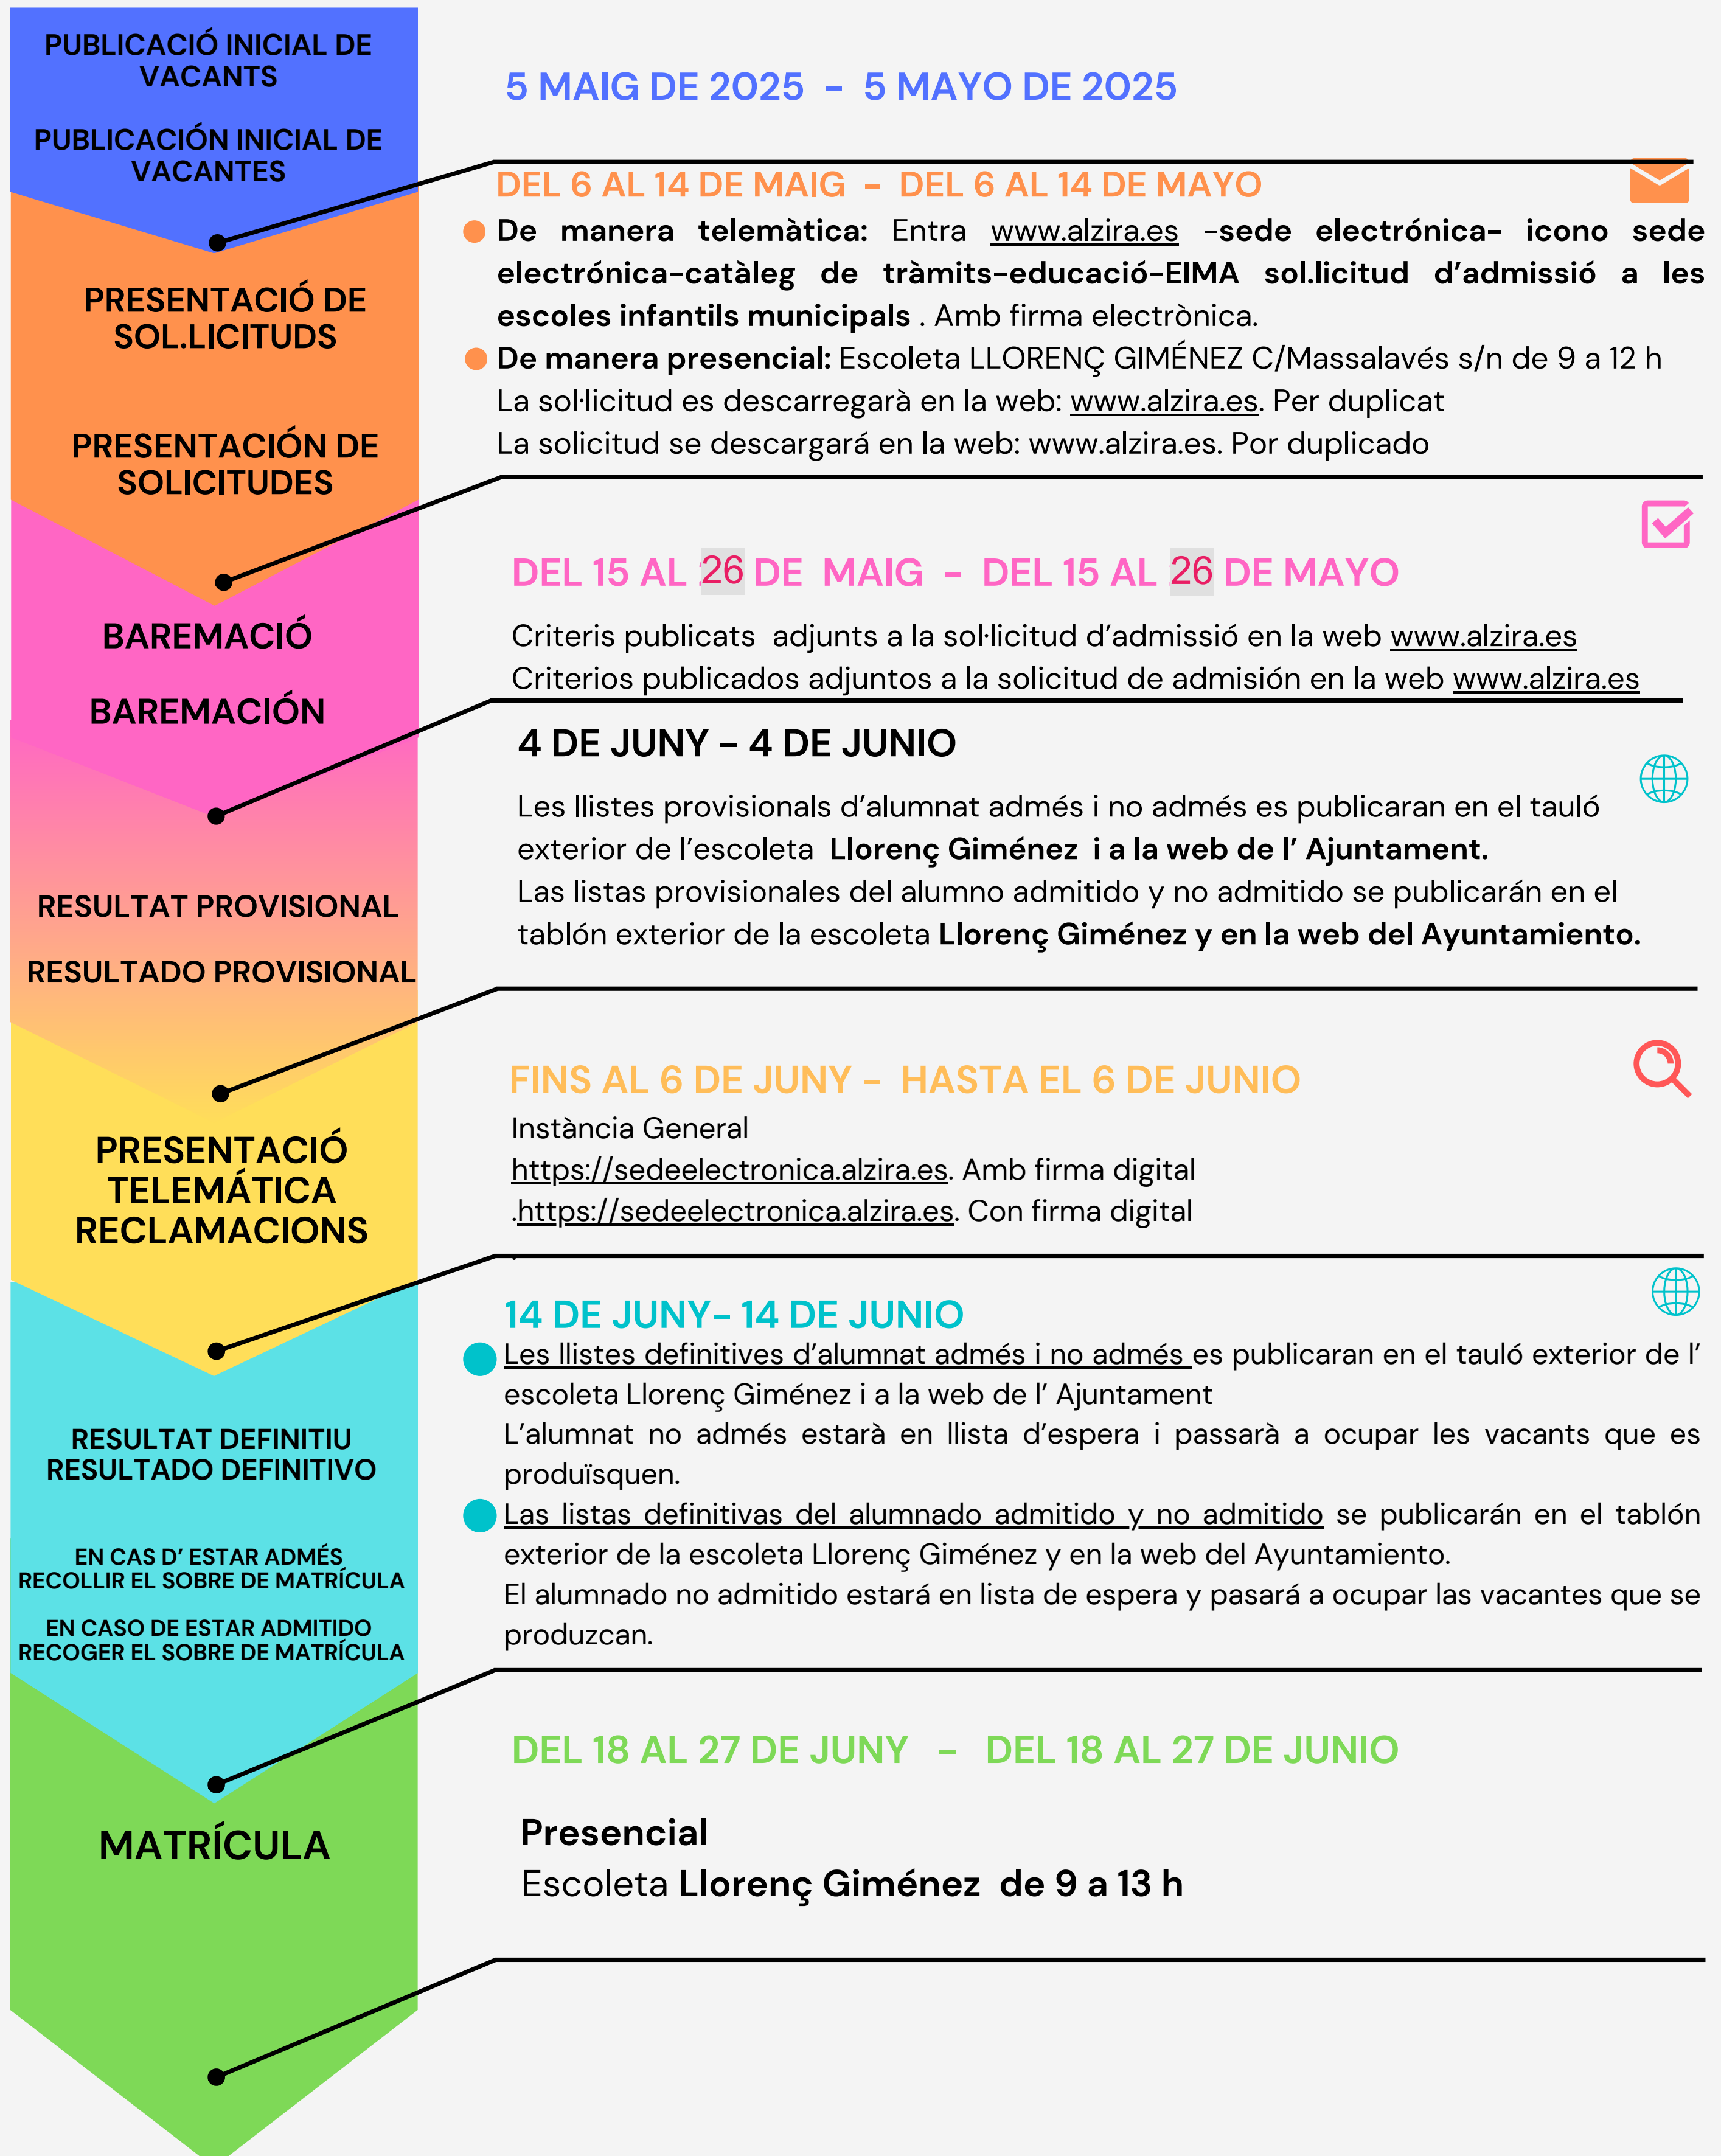 PUBLICACIÓ INICIAL DE
VACANTS
PUBLICACIÓN INICIAL DE
VACANTES
5 MAIG DE 2025 - 5 MAYO DE 2025
PRESENTACIÓ DE
SOL.LICITUDS
PRESENTACIÓN DE
SOLICITUDES
DEL 6 AL 14 DE MAIG - DEL 6 AL 14 DE MAYO
De manera telemàtica: Entra www.alzira.es -sede electrónica- icono sede
electrónica-catàleg de tràmits-educació-EIMA sol.licitud d'admissió a les
escoles infantils municipals . Amb firma electrònica.
De manera presencial: Escoleta LLORENÇ GIMÉNEZ C/Massalavés s/n de 9 a 12 h
La sol·licitud es descarregarà en la web: www.alzira.es. Per duplicat
La solicitud se descargará en la web: www.alzira.es. Por duplicado
BAREMACIÓ
BAREMACIÓN
DEL 15 AL 26 DE MAIG - DEL 15 AL 26 DE MAYO
Criteris publicats adjunts a la sol·licitud d'admissió en la web www.alzira.es
Criterios publicados adjuntos a la solicitud de admisión en la web www.alzira.es
RESULTAT PROVISIONAL
RESULTADO PROVISIONAL
4 DE JUNY - 4 DE JUNIO
Les llistes provisionals d'alumnat admés i no admés es publicaran en el tauló
exterior de l'escoleta Llorenç Giménez i a la web de l' Ajuntament.
Las listas provisionales del alumno admitido y no admitido se publicarán en el
tablón exterior de la escoleta Llorenç Giménez y en la web del Ayuntamiento.
PRESENTACIÓ
TELEMÁTICA
RECLAMACIONS
FINS AL 6 DE JUNY - HASTA EL 6 DE JUNIO
Instància General
https://sedeelectronica.alzira.es. Amb firma digital
.https://sedeelectronica.alzira.es. Con firma digital
RESULTAT DEFINITIU
RESULTADO DEFINITIVO
EN CAS D' ESTAR ADMÉS
RECOLLIR EL SOBRE DE MATRÍCULA
EN CASO DE ESTAR ADMITIDO
RECOGER EL SOBRE DE MATRÍCULA
14 DE JUNY- 14 DE JUNIO
Les llistes definitives d'alumnat admés i no admés es publicaran en el tauló exterior de l'
escoleta Llorenç Giménez i a la web de l' Ajuntament
L'alumnat no admés estarà en llista d'espera i passarà a ocupar les vacants que es
produïsquen.
Las listas definitivas del alumnado admitido y no admitido se publicarán en el tablón
exterior de la escoleta Llorenç Giménez y en la web del Ayuntamiento.
El alumnado no admitido estará en lista de espera y pasará a ocupar las vacantes que se
produzcan.
MATRÍCULA
DEL 18 AL 27 DE JUNY - DEL 18 AL 27 DE JUNIO
Presencial
Escoleta Llorenç Giménez de 9 a 13 h